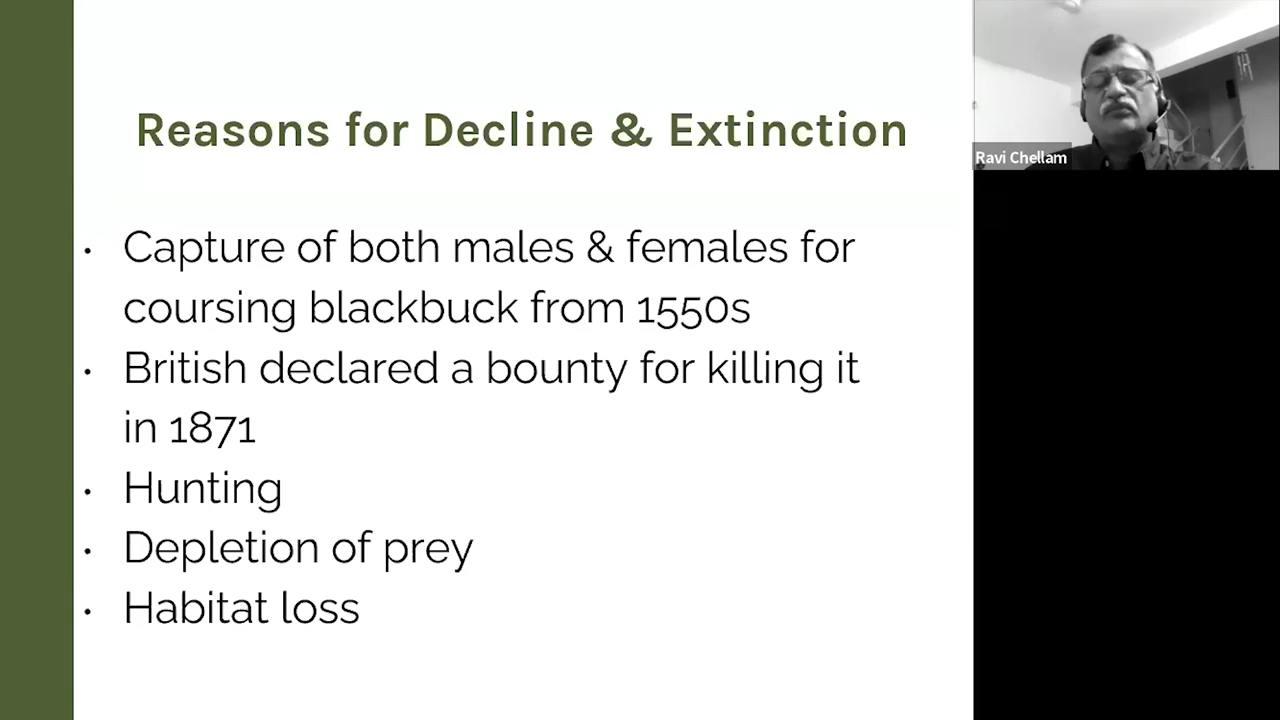 Reasons for Decline & Extinction
Ravi Chellam
• Capture of both males & females for
coursing blackbuck from 1550s
• British declared a bounty for killing it
in 1871
• Hunting
• Depletion of prey
• Habitat loss